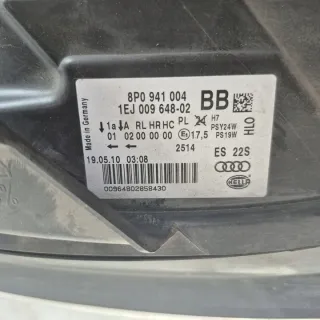 8P0 941 004 BB
1EJ 009 648-02
1a A RL HR HC PL 24 H7
PSY24W
01 02 00 00 00 17,5 PS19W
HLO
2514
ES 22S
19.05.10 03:08
00964802858430
HELLA
Made in Germany